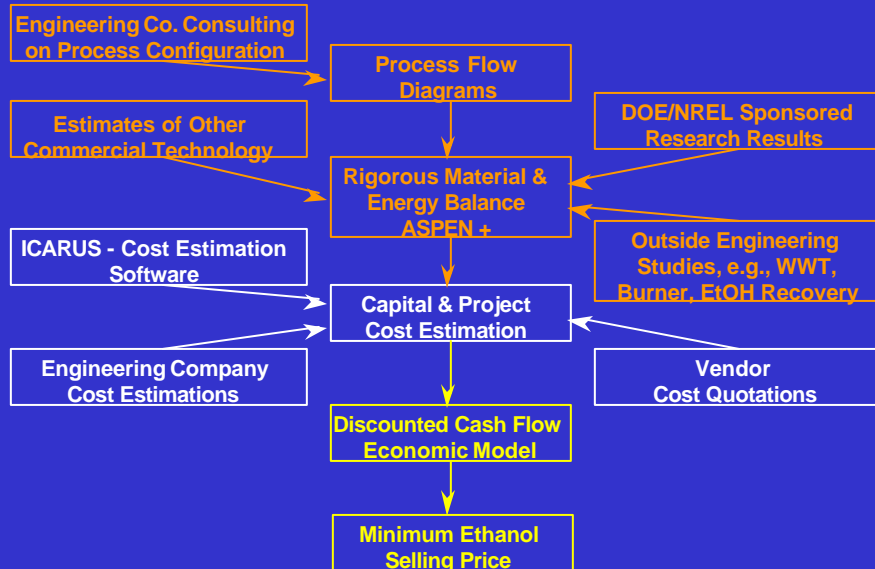 Engineering Co. Consulting
on Process Configuration
Process Flow
Diagrams
Estimates of Other
Commercial Technology
DOE/NREL Sponsored
Research Results
Rigorous Material &
Energy Balance
ASPEN +
ICARUS - Cost Estimation
Software
Outside Engineering
Studies, e.g., WWT,
Burner, EtOH Recovery
Capital & Project
Cost Estimation
Engineering Company
Cost Estimations
Vendor
Cost Quotations
Discounted Cash Flow
Economic Model
Minimum Ethanol
Selling Price